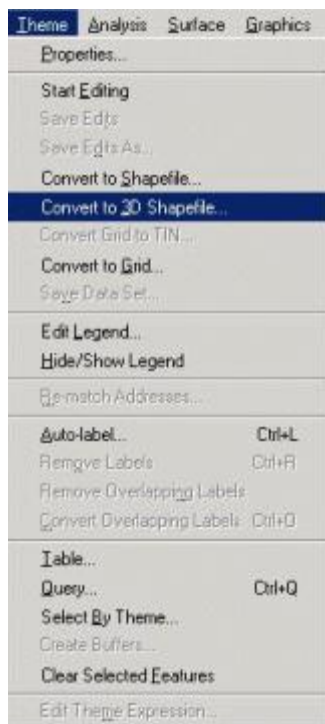 Theme Analysis Surface Graphics
Properties...
Start Editing
Save Edits
Save Edits As...
Convert to Shapefile...
Convert to 3D Shapefile...
Convert Grid to TIN...
Convert to Grid...
Save Data Set...
Edit Legend...
Hide/Show Legend
Re-match Addresses...
Auto-label... Ctrl+L
Remove Labels Ctrl+R
Remove Overlapping Labels
Convert Overlapping Labels Ctrl+O
Table...
Query... Ctrl+Q
Select By Theme...
Create Buffers...
Clear Selected Features
Edit Theme Expression...